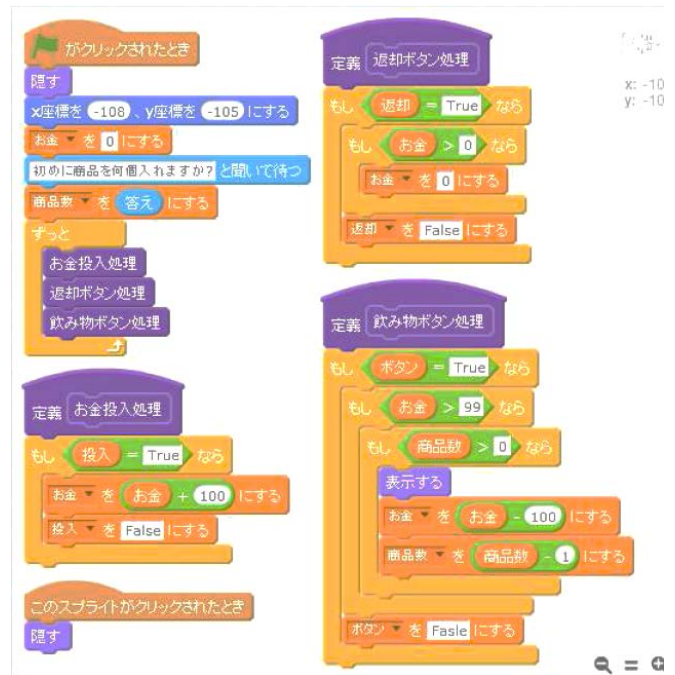 がクリックされたとき
隠す
x座標を -108 、y座標を -105 にする
お金 を 0 にする
初めに商品を何個入れますか? と聞いて待つ
商品数 を 答え にする
ずっと
お金投入処理
返却ボタン処理
飲み物ボタン処理
定義 お金投入処理
もし 投入 = True なら
お金 を お金 + 100 にする
投入 を False にする
このスプライトがクリックされたとき
隠す
定義 返却ボタン処理
もし 返却 = True なら
もし お金 > 0 なら
お金 を 0 にする
返却 を False にする
定義 飲み物ボタン処理
もし ボタン = True なら
もし お金 > 99 なら
もし 商品数 > 0 なら
表示する
お金 を お金 - 100 にする
商品数 を 商品数 - 1 にする
ボタン を Fasle にする
x: -10
y: -10